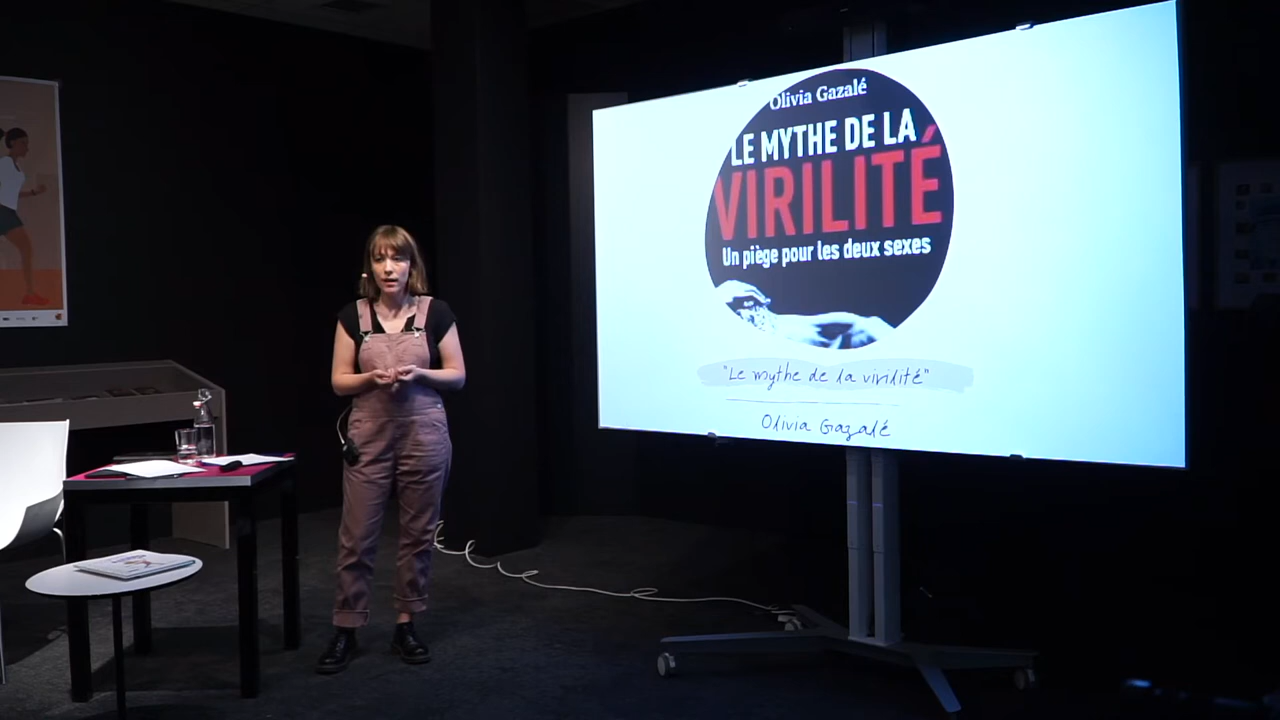 Olivia Gazalé
LE MYTHE DE LA
VIRILITÉ
Un piège pour les deux sexes
"Le mythe de la virilité"
Olivia Gazalé